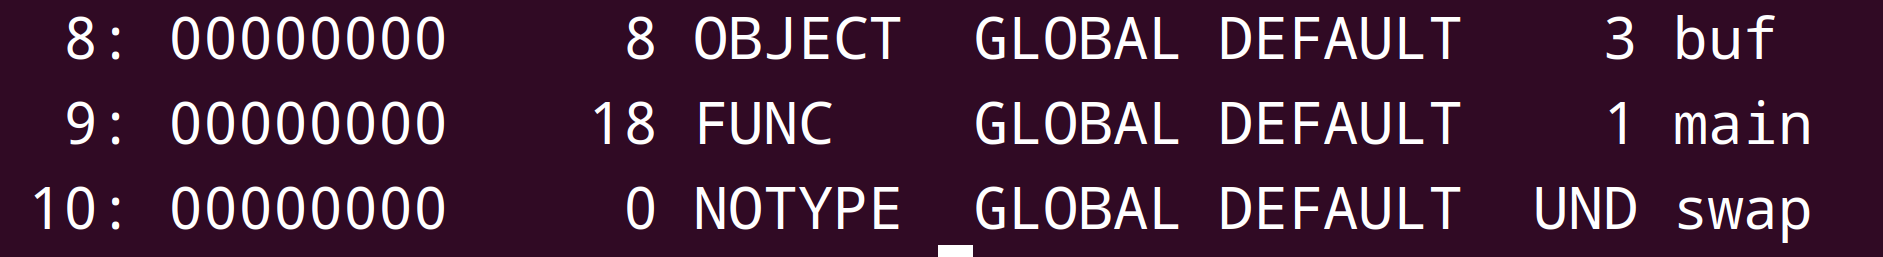 8: 00000000 8 OBJECT GLOBAL DEFAULT 3 buf
9: 00000000 18 FUNC GLOBAL DEFAULT 1 main
10: 00000000 0 NOTYPE GLOBAL DEFAULT UND swap